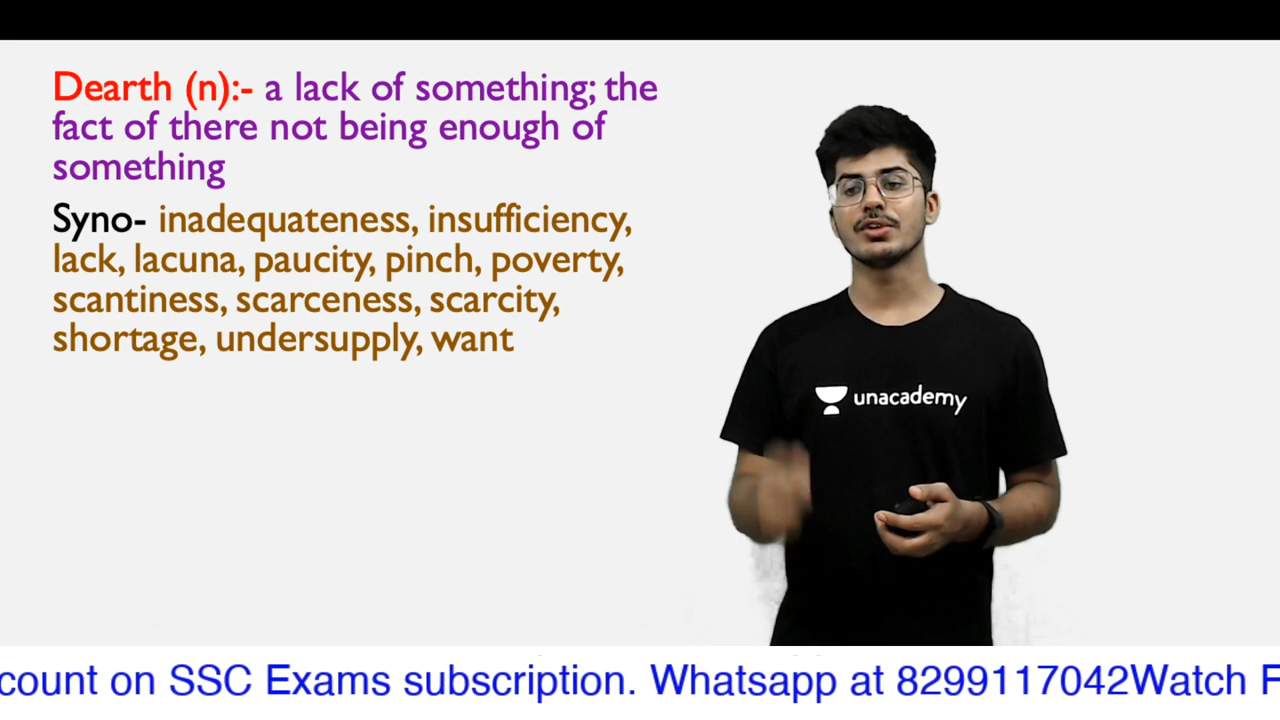 Dearth (n):- a lack of something; the
fact of there not being enough of
something
Syno- inadequateness, insufficiency,
lack, lacuna, paucity, pinch, poverty,
scantiness, scarceness, scarcity,
shortage, undersupply, want
unacademy
count on SSC Exams subscription. Whatsapp at 8299117042Watch F